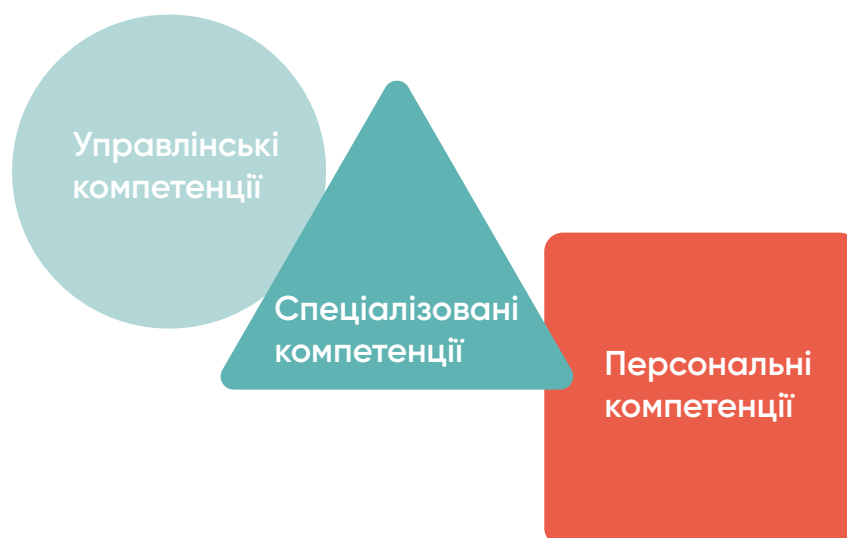 Управлінські
компетенції
Спеціалізовані
компетенції
Персональні
компетенції